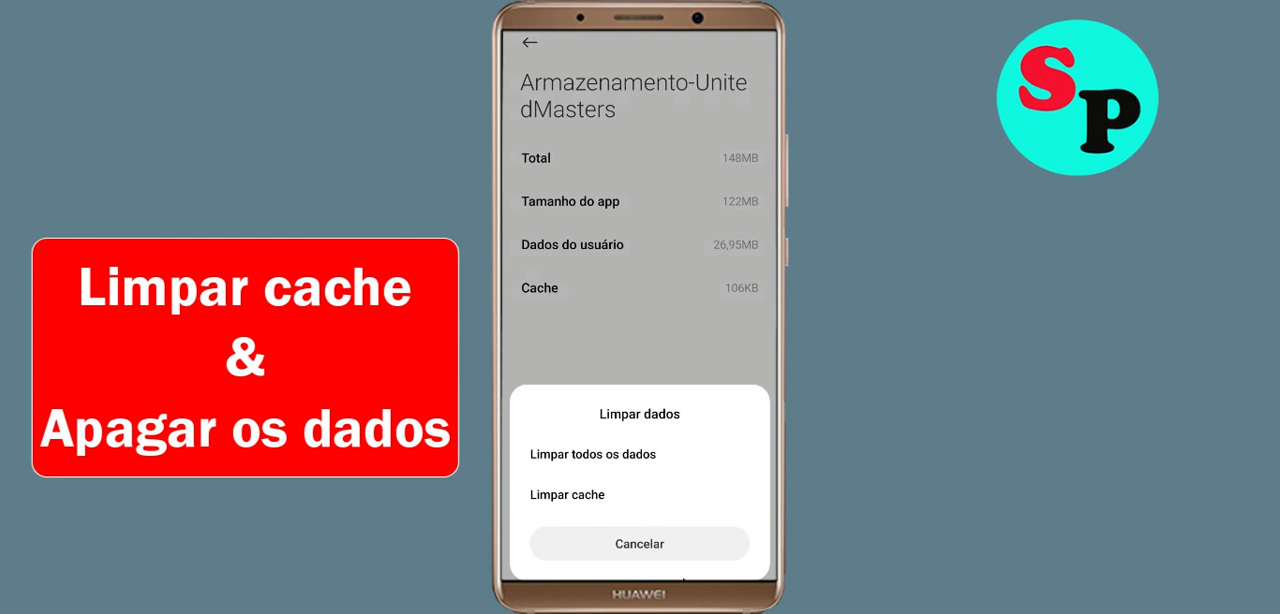 Limpar cache
&
Apagar os dados
Armazenamento-Unite
dMasters
Total 148MB
Tamanho do app 122MB
Dados do usuário 26,95MB
Cache 106KB
Limpar dados
Limpar todos os dados
Limpar cache
Cancelar
HUAWEI
SP